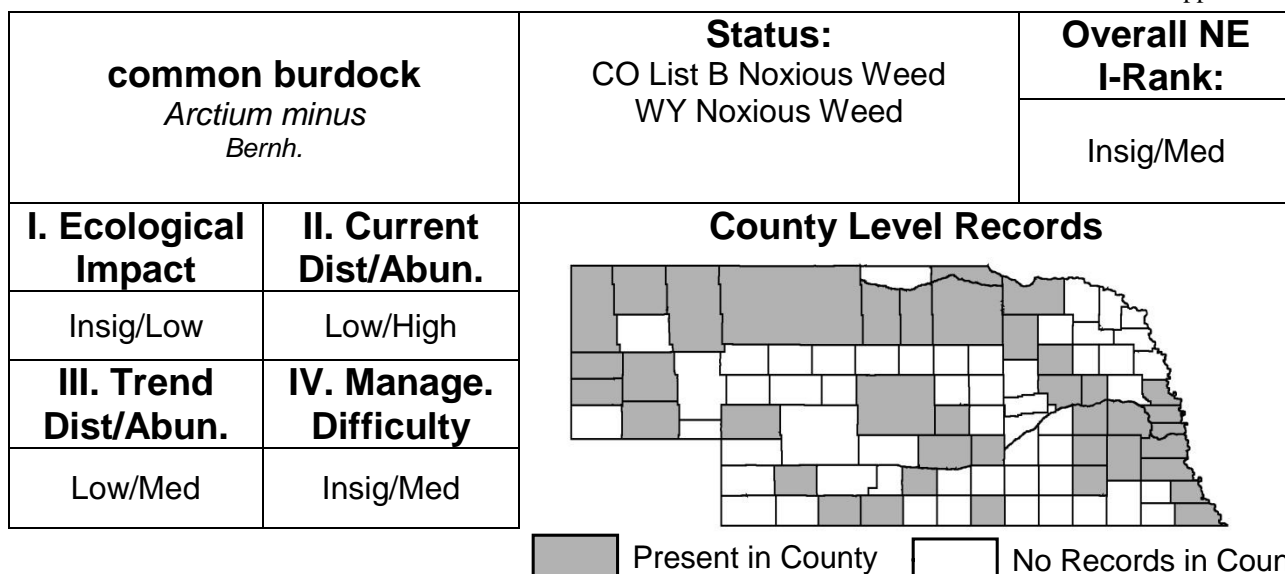 common burdock
Arctium minus
Bernh.
Status:
CO List B Noxious Weed
WY Noxious Weed
Overall NE
I-Rank:
Insig/Med
I. Ecological
Impact
II. Current
Dist/Abun.
Insig/Low
Low/High
III. Trend
Dist/Abun.
IV. Manage.
Difficulty
Low/Med
Insig/Med
County Level Records
Present in County
No Records in Coun